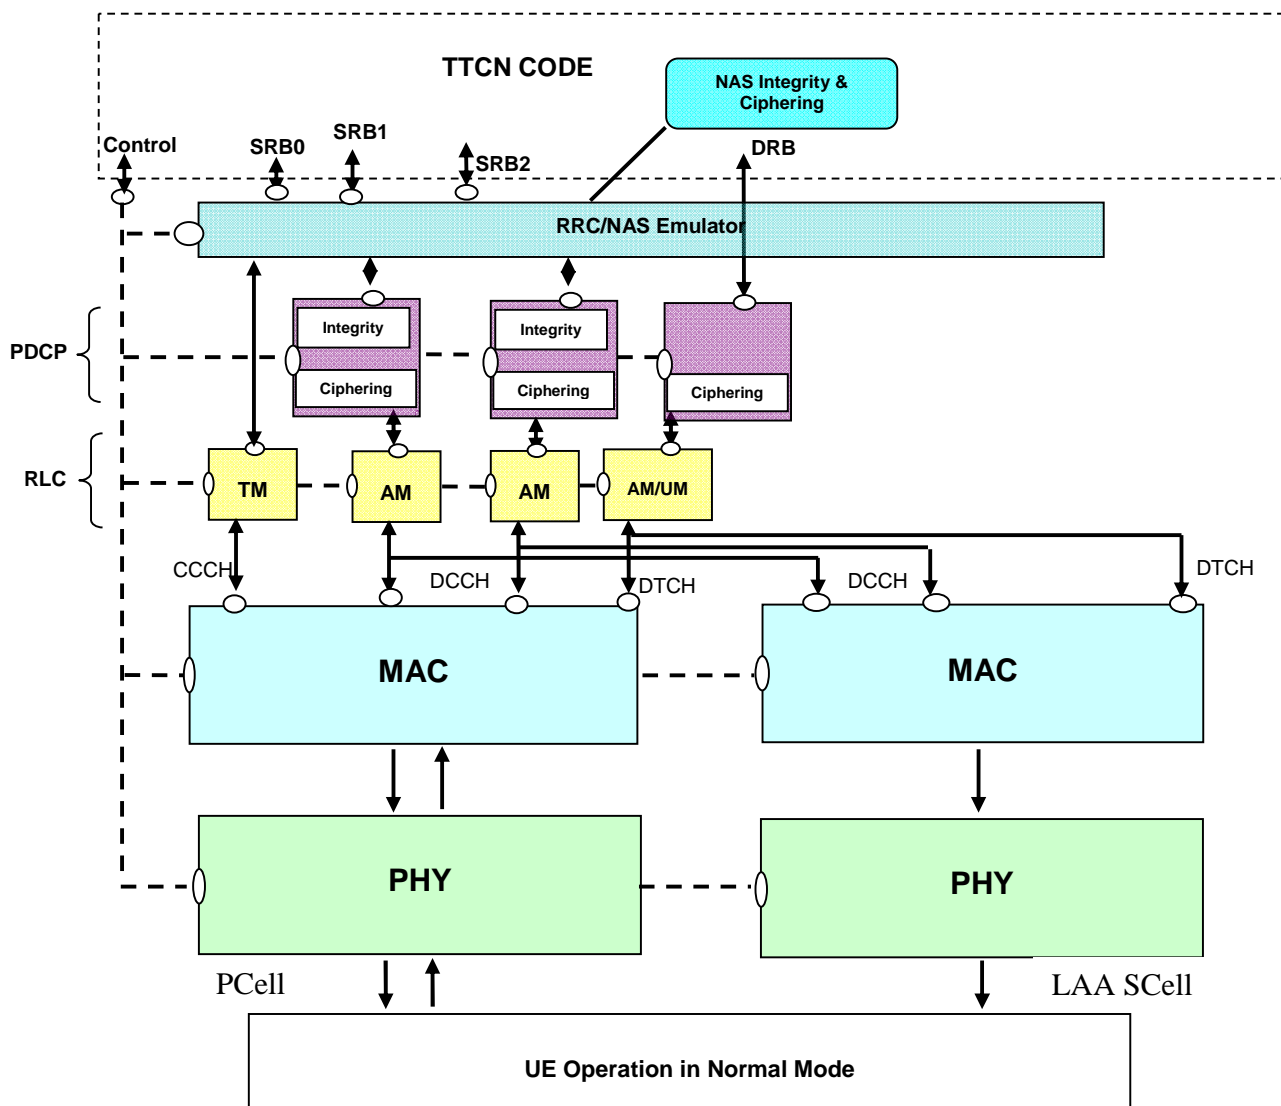 TTCN CODE
NAS Integrity &
Ciphering
Control
SRB0
SRB1
SRB2
DRB
RRC/NAS Emulator
PDCP
Integrity
Ciphering
Integrity
Ciphering
Ciphering
RLC
TM
AM
AM
AM/UM
CCCH
DCCH
DTCH
DCCH
DTCH
MAC
MAC
PHY
PHY
PCell
LAA SCell
UE Operation in Normal Mode